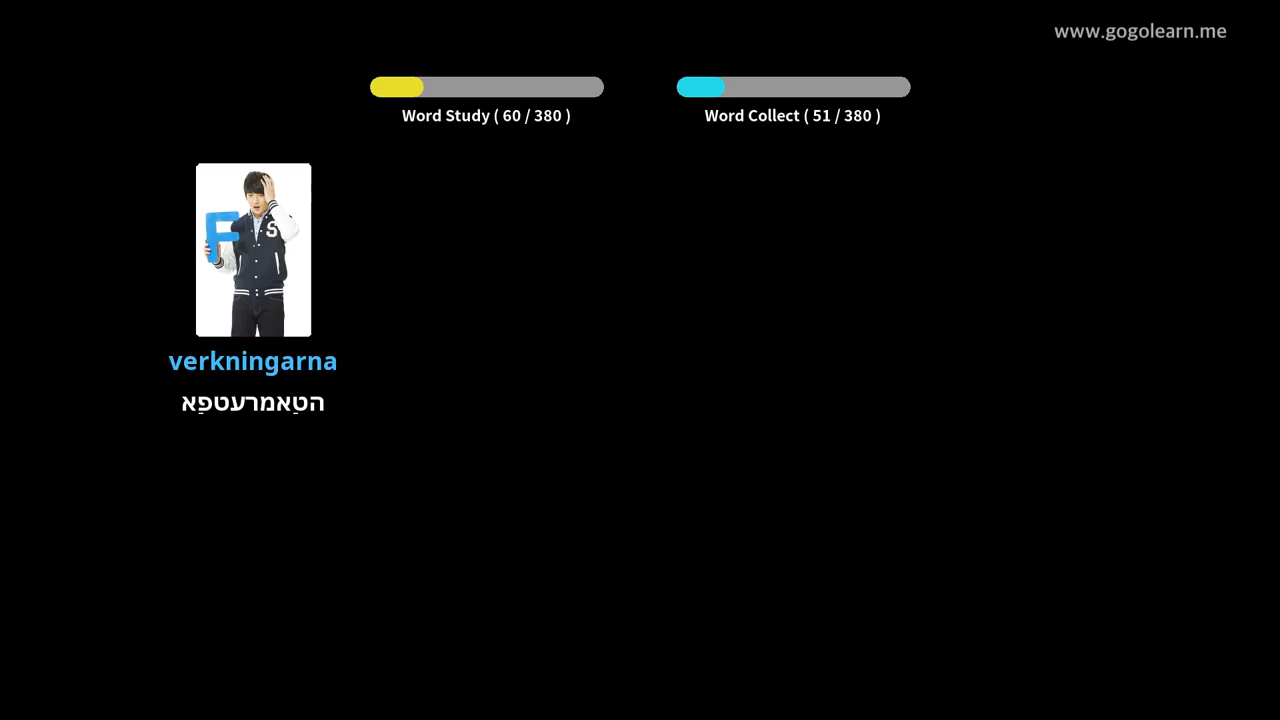 www.gogolearn.me
Word Study ( 60 / 380 )
Word Collect ( 51 / 380 )
F
S
verkningarna
הטַאמרעטפַא